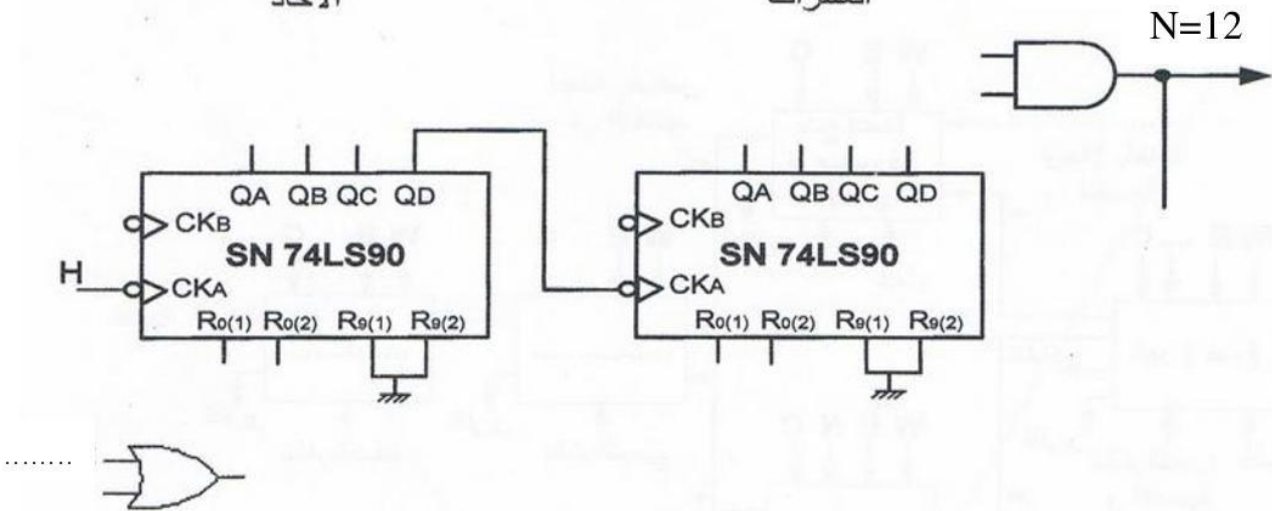 N=12
QA QB QC QD
CKB
SN 74LS90
H
CKA
R0(1) R0(2) R9(1) R9(2)
QA QB QC QD
CKB
SN 74LS90
CKA
R0(1) R0(2) R9(1) R9(2)
........